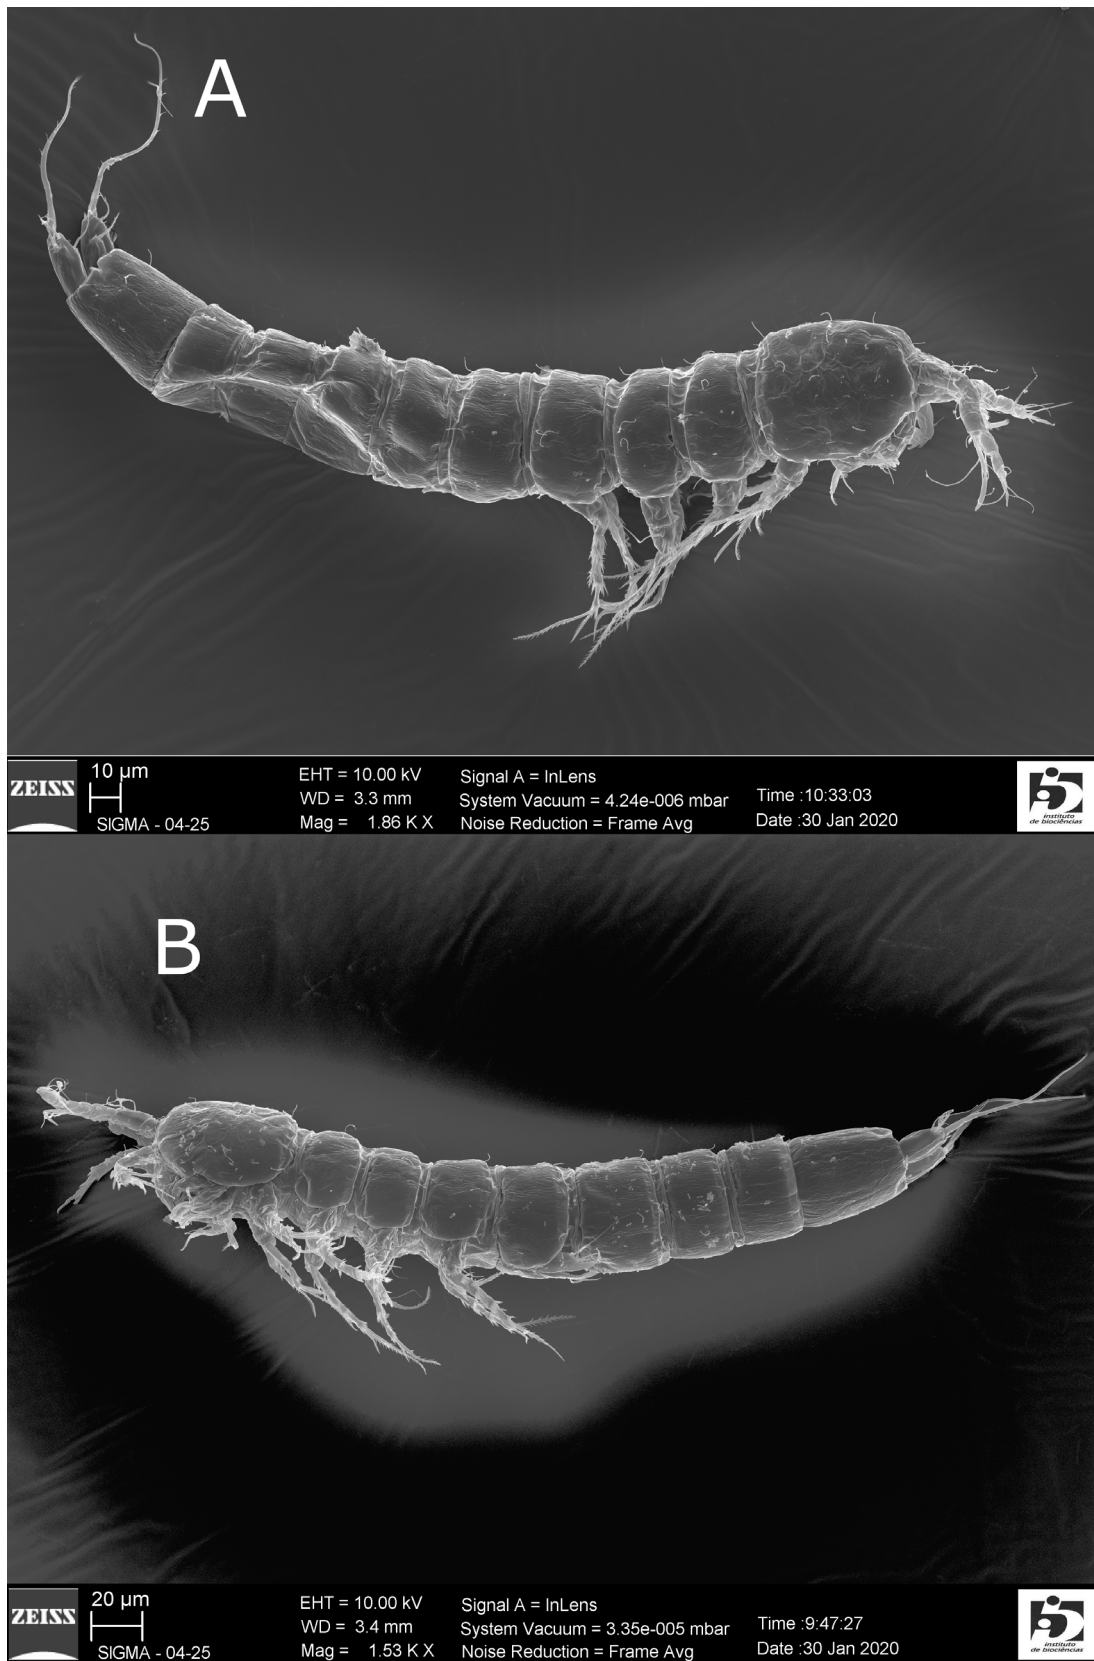 A
ZEISS
10 µm
SIGMA - 04-25
EHT = 10.00 kV
WD = 3.3 mm
Mag = 1.86 K X
Signal A = InLens
System Vacuum = 4.24e-006 mbar
Noise Reduction = Frame Avg
Time :10:33:03
Date :30 Jan 2020
instituto
de biociências
B
ZEISS
20 µm
SIGMA - 04-25
EHT = 10.00 kV
WD = 3.4 mm
Mag = 1.53 K X
Signal A = InLens
System Vacuum = 3.35e-005 mbar
Noise Reduction = Frame Avg
Time :9:47:27
Date :30 Jan 2020
instituto
de biociências